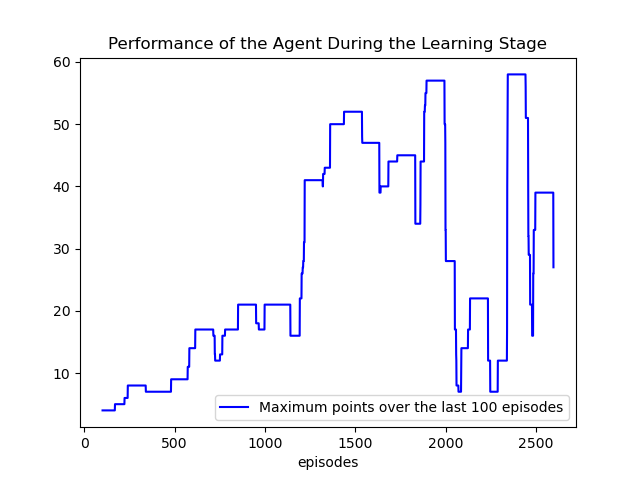 Performance of the Agent During the Learning Stage
60
50
40
30
20
10
Maximum points over the last 100 episodes
0 500 1000 1500 2000 2500
episodes